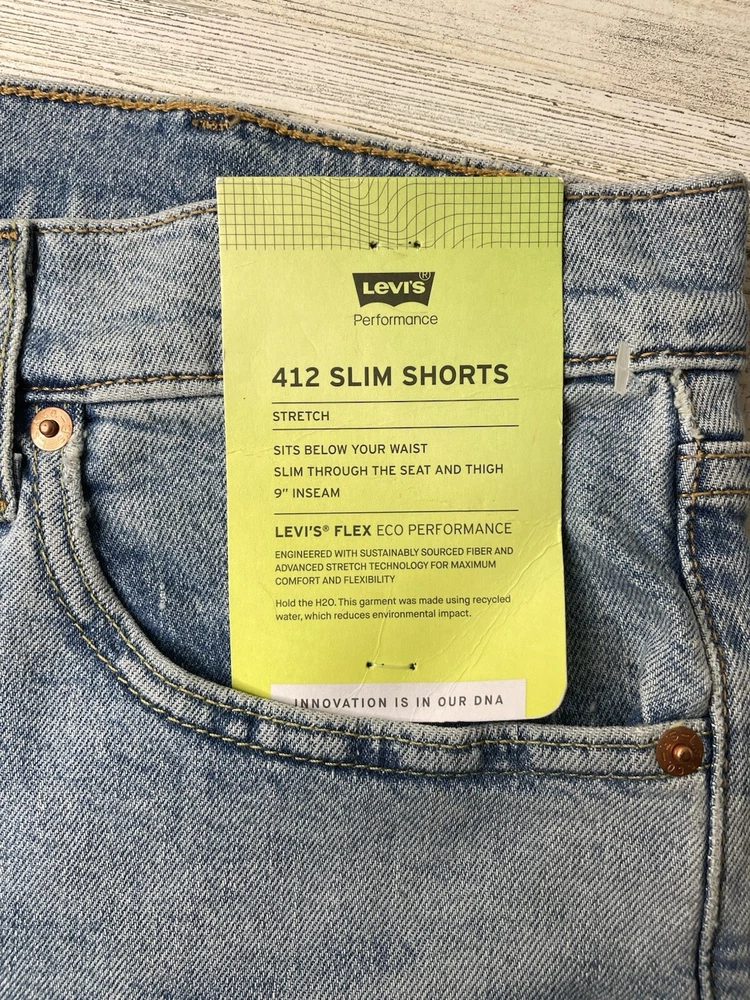 LEVI'S®
Performance
412 SLIM SHORTS
STRETCH
SITS BELOW YOUR WAIST
SLIM THROUGH THE SEAT AND THIGH
9" INSEAM
LEVI'S® FLEX ECO PERFORMANCE
ENGINEERED WITH SUSTAINABLY SOURCED FIBER AND
ADVANCED STRETCH TECHNOLOGY FOR MAXIMUM
COMFORT AND FLEXIBILITY
Hold the H2O. This garment was made using recycled
water, which reduces environmental impact.
INNOVATION IS IN OUR DNA